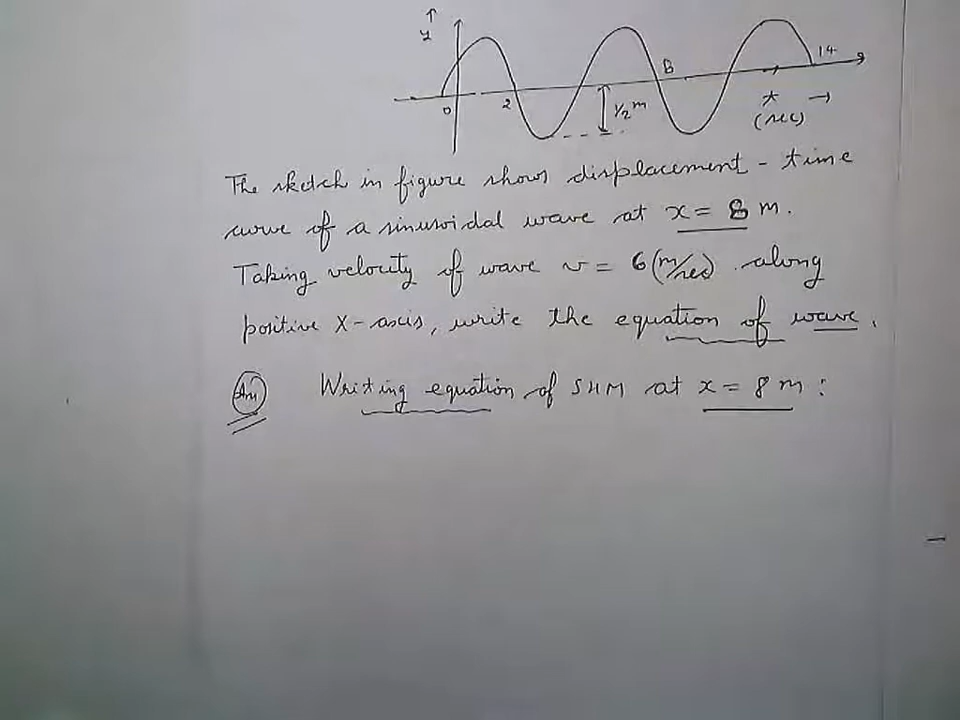 y
0
2
1/2 m
B
14
t
(sec)
The sketch in figure shows displacement - time
curve of a sinusoidal wave at x = 8 m.
Taking velocity of wave v = 6 (m/sec) along
positive X-axis, write the equation of wave.
Ans Writing equation of SHM at x = 8 m :